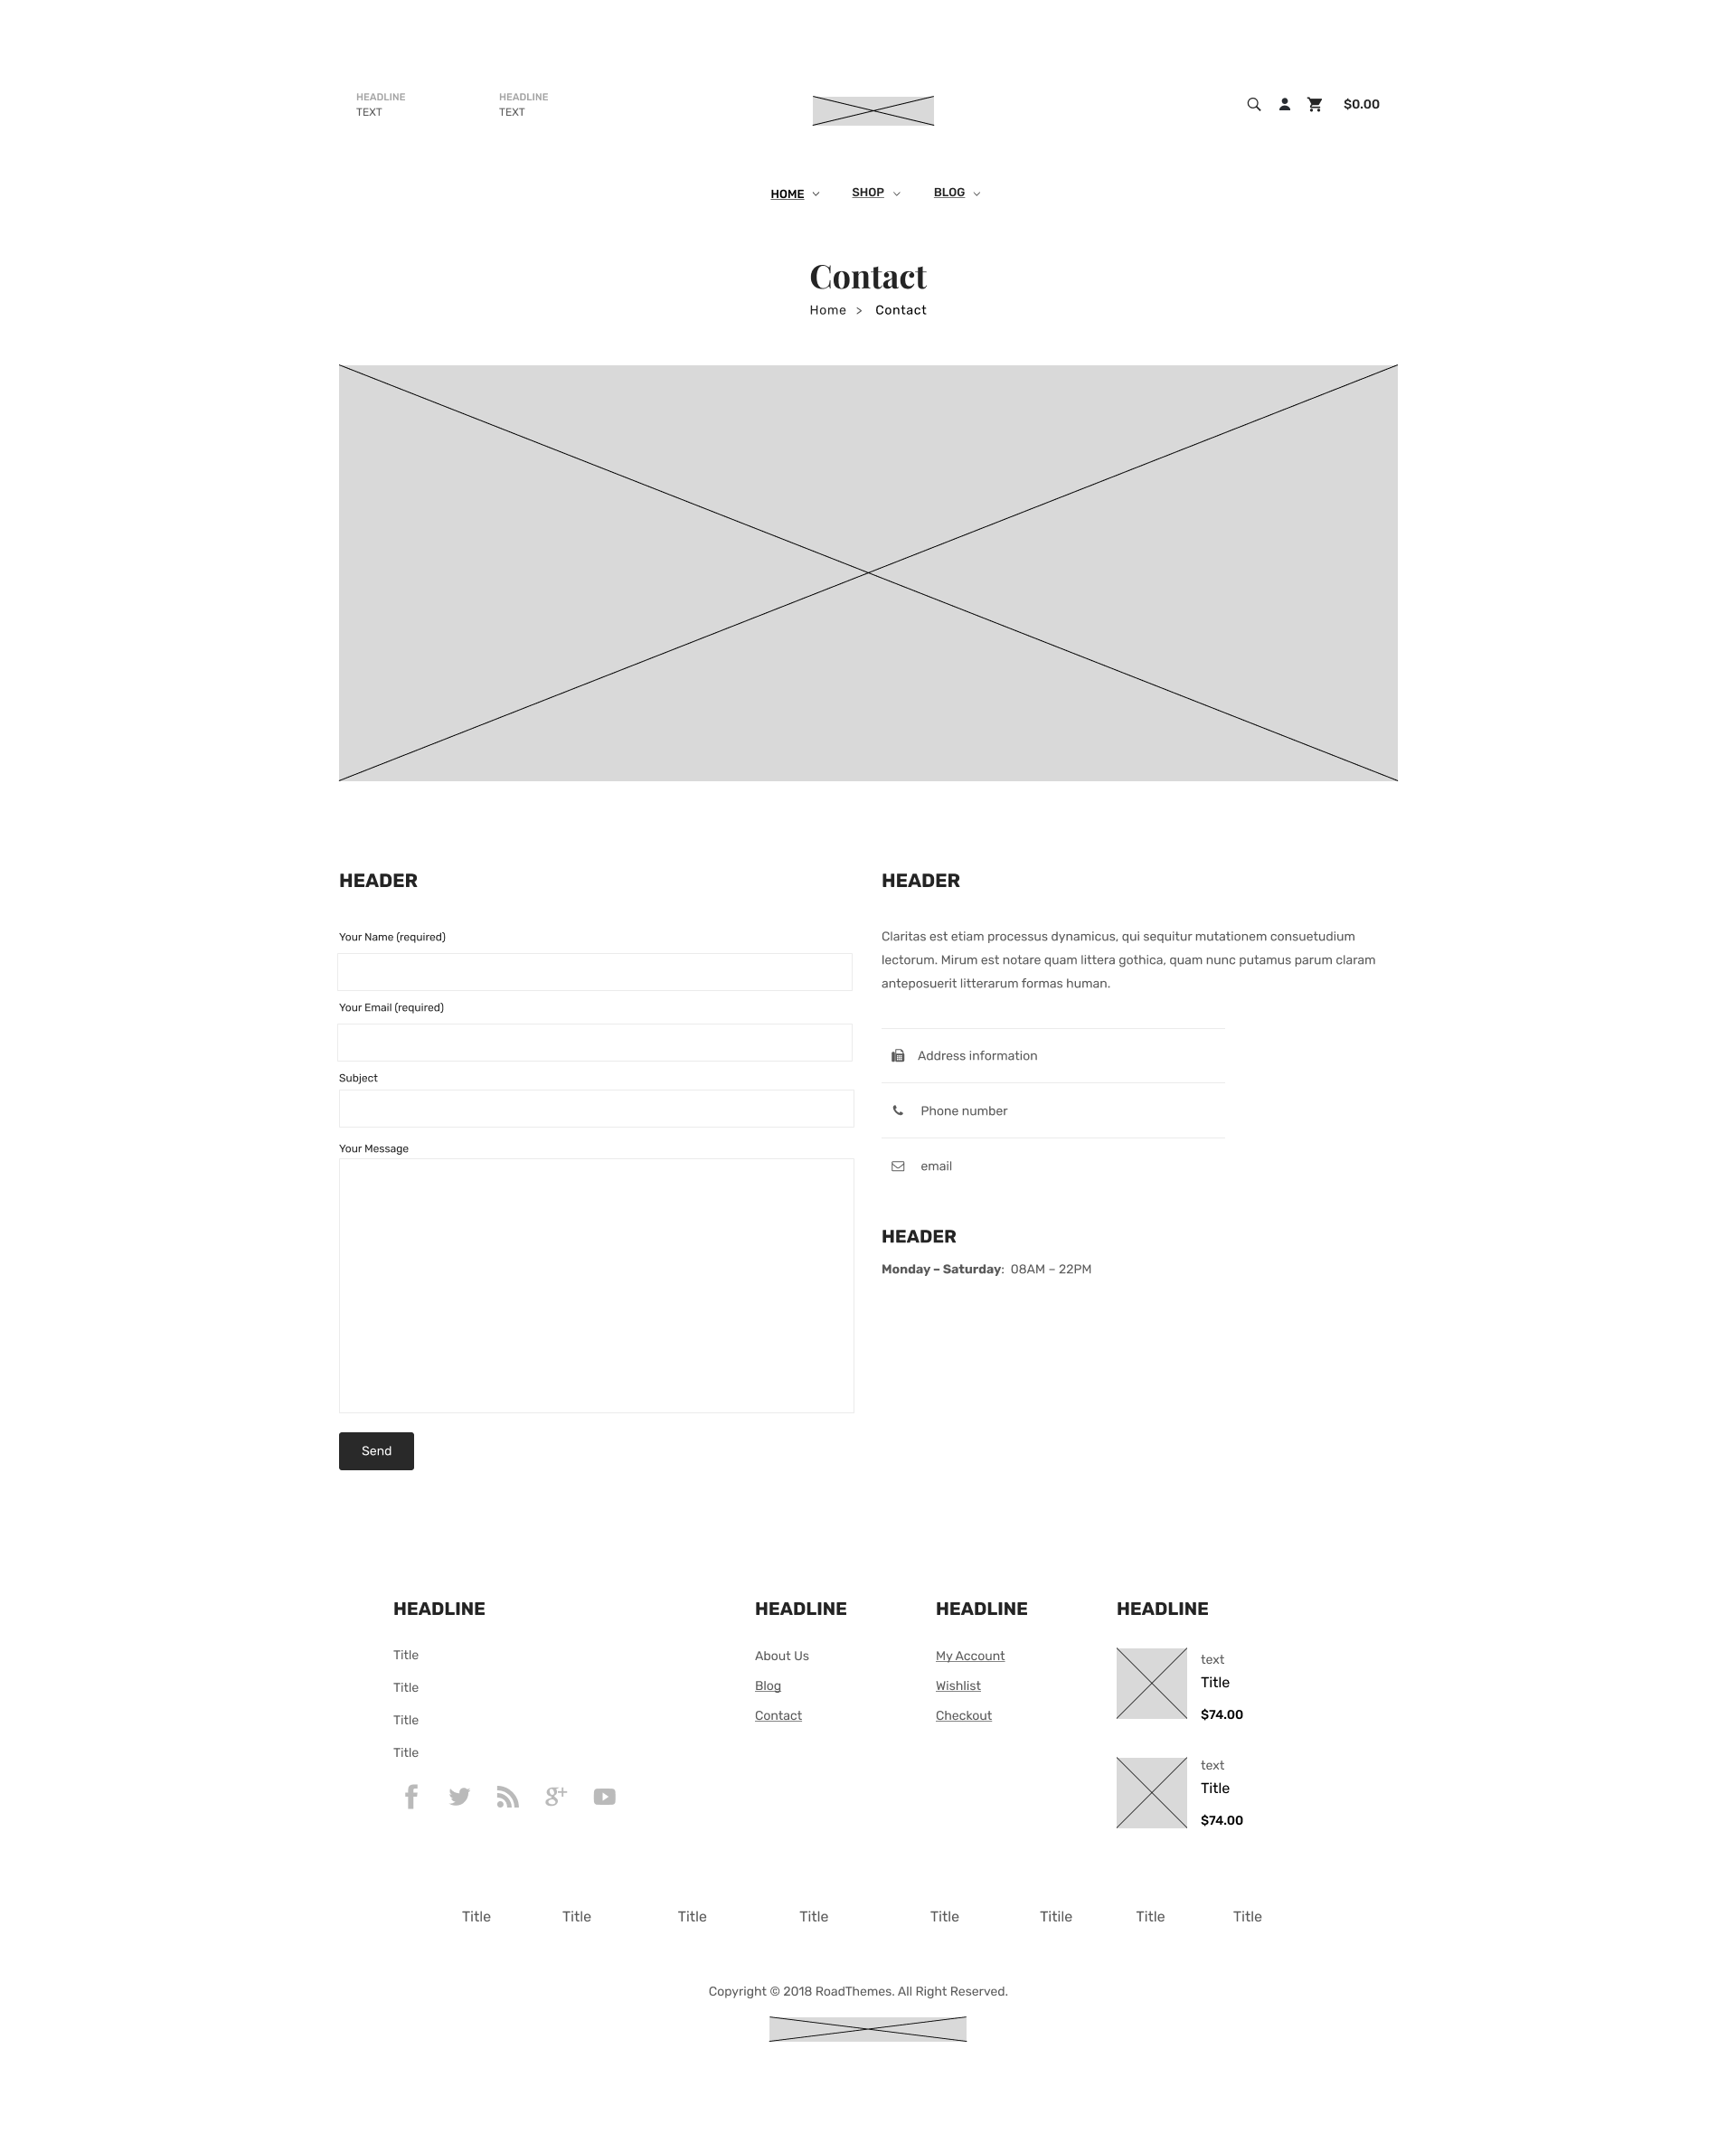 HEADLINE
TEXT
HEADLINE
TEXT
$0.00
HOME
SHOP
BLOG
Contact
Home > Contact
HEADER
Your Name (required)
Your Email (required)
Subject
Your Message
Send
HEADER
Claritas est etiam processus dynamicus, qui sequitur mutationem consuetudium
lectorum. Mirum est notare quam littera gothica, quam nunc putamus parum claram
anteposuerit litterarum formas human.
Address information
Phone number
email
HEADER
Monday – Saturday: 08AM – 22PM
HEADLINE
Title
Title
Title
Title
HEADLINE
About Us
Blog
Contact
HEADLINE
My Account
Wishlist
Checkout
HEADLINE
text
Title
$74.00
text
Title
$74.00
Title Title Title Title Title Titile Title Title
Copyright © 2018 RoadThemes. All Right Reserved.